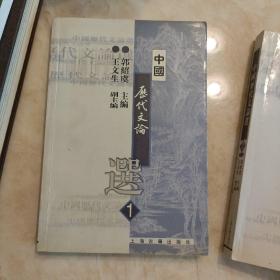 中國
歷代文論
選
1
郭紹虞 主編
王文生 副主編
上海古籍出版社